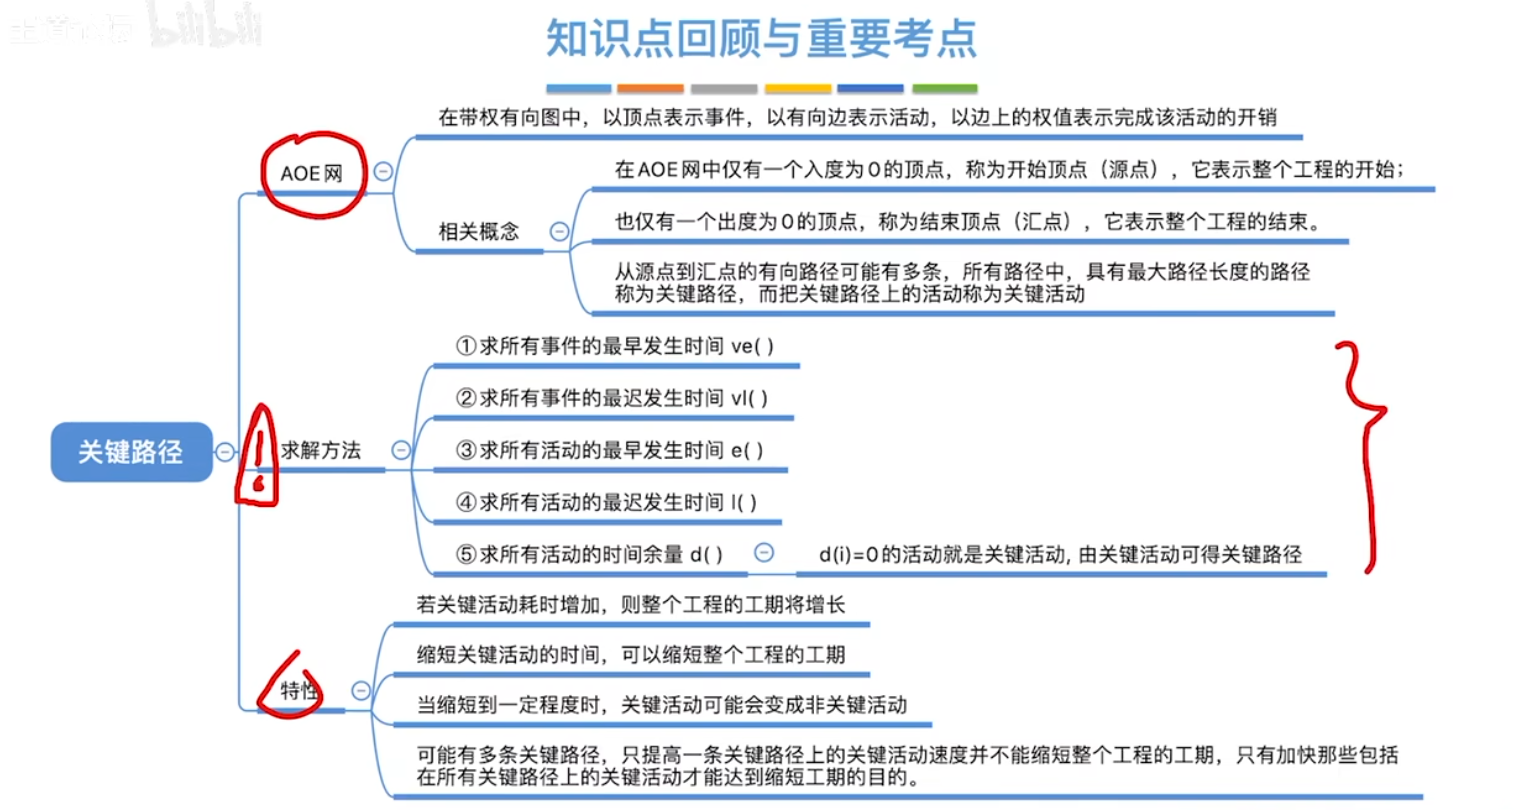 bilibili
知识点回顾与重要考点
在带权有向图中，以顶点表示事件，以有向边表示活动，以边上的权值表示完成该活动的开销
AOE网
在AOE网中仅有一个入度为0的顶点，称为开始顶点（源点），它表示整个工程的开始；
相关概念
也仅有一个出度为0的顶点，称为结束顶点（汇点），它表示整个工程的结束。
从源点到汇点的有向路径可能有多条，所有路径中，具有最大路径长度的路径
称为关键路径，而把关键路径上的活动称为关键活动
关键路径
求解方法
①求所有事件的最早发生时间 ve( )
②求所有事件的最迟发生时间 vl( )
③求所有活动的最早发生时间 e( )
④求所有活动的最迟发生时间 l( )
⑤求所有活动的时间余量 d( )
d(i)=0的活动就是关键活动, 由关键活动可得关键路径
特性
若关键活动耗时增加，则整个工程的工期将增长
缩短关键活动的时间，可以缩短整个工程的工期
当缩短到一定程度时，关键活动可能会变成非关键活动
可能有多条关键路径，只提高一条关键路径上的关键活动速度并不能缩短整个工程的工期，只有加快那些包括
在所有关键路径上的关键活动才能达到缩短工期的目的。